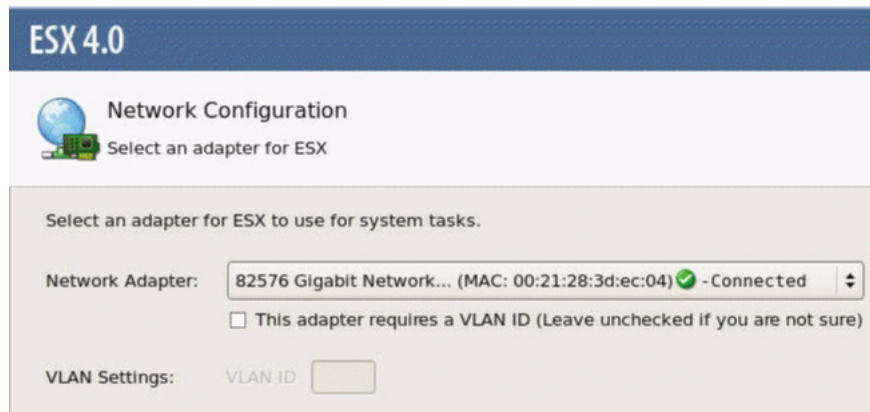 ESX 4.0
Network Configuration
Select an adapter for ESX
Select an adapter for ESX to use for system tasks.
Network Adapter: 82576 Gigabit Network... (MAC: 00:21:28:3d:ec:04) - Connected
This adapter requires a VLAN ID (Leave unchecked if you are not sure)
VLAN Settings: VLAN ID